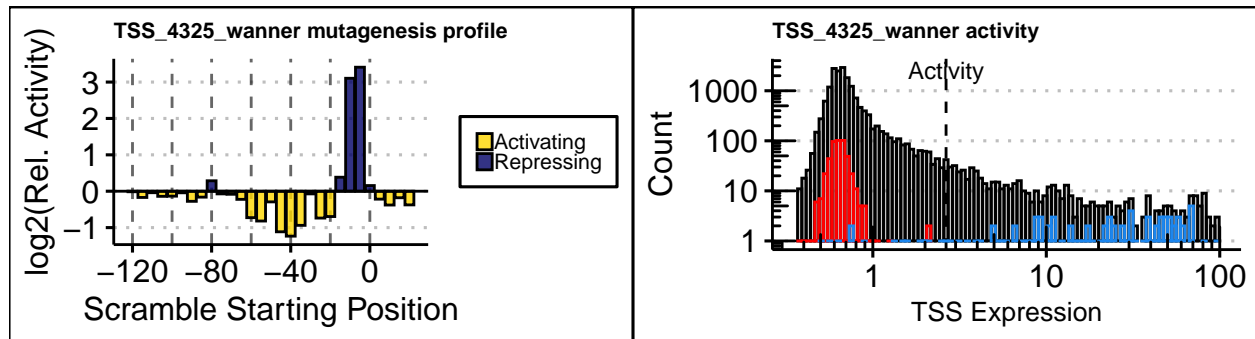 TSS_4325_wanner mutagenesis profile
log2(Rel. Activity)
3
2
1
0
−1
−120
−80
−40
0
Scramble Starting Position
Activating
Repressing
TSS_4325_wanner activity
Activity
Count
1000
100
10
1
1
10
100
TSS Expression